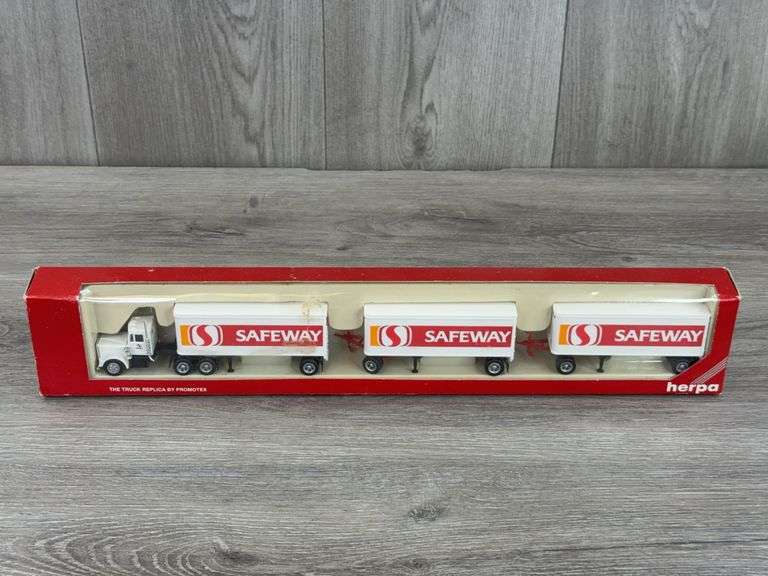 SAFEWAY
SAFEWAY
SAFEWAY
THE TRUCK REPLICA BY PROMOTEX
herpa